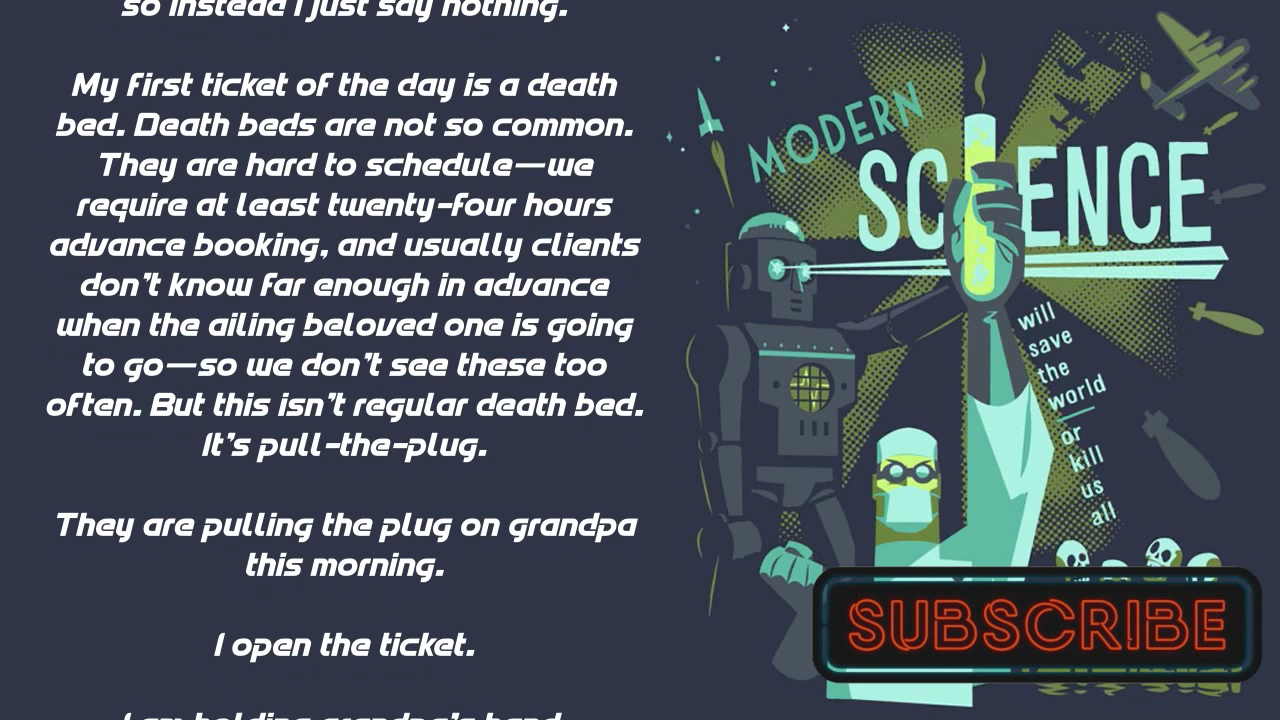 so instead I just say nothing.
My first ticket of the day is a death
bed. Death beds are not so common.
They are hard to schedule—we
require at least twenty-four hours
advance booking, and usually clients
don't know far enough in advance
when the ailing beloved one is going
to go—so we don't see these too
often. But this isn't regular death bed.
It's pull-the-plug.
They are pulling the plug on grandpa
this morning.
I open the ticket.
I am holding grandpa's hand.
MODERN
SCIENCE
will
save
the
world
or
kill
us
all
SUBSCRIBE